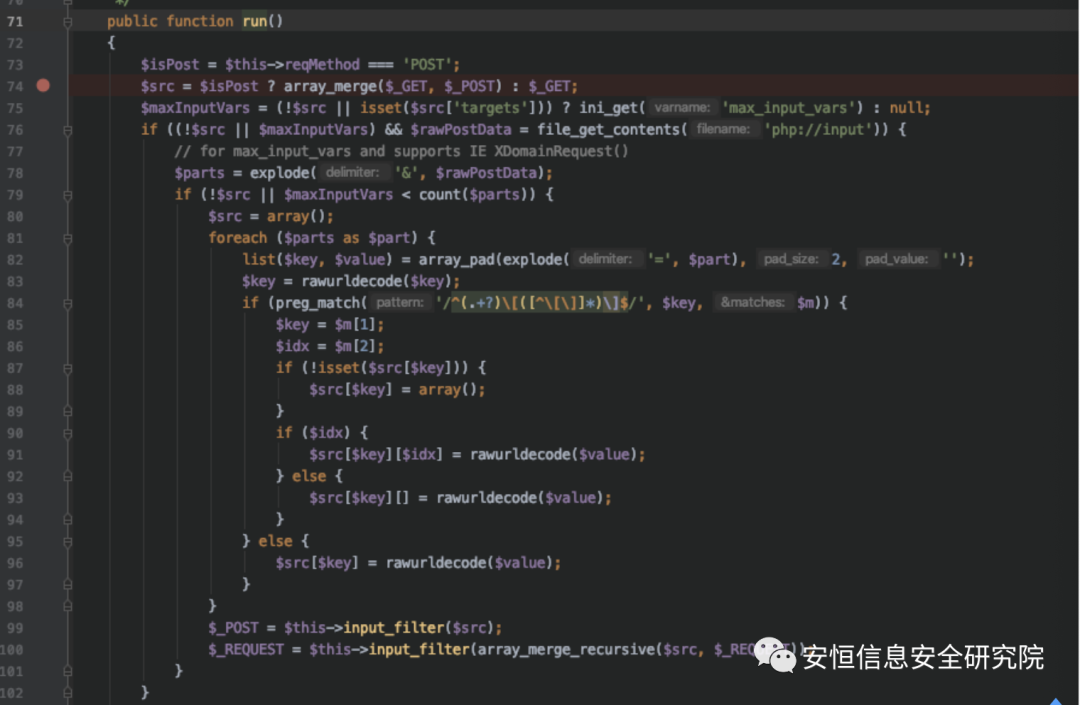 70 */
71 public function run()
72 {
73 $isPost = $this->reqMethod === 'POST';
74 $src = $isPost ? array_merge($_GET, $_POST) : $_GET;
75 $maxInputVars = (!$src || isset($src['targets'])) ? ini_get( varname: 'max_input_vars') : null;
76 if ((!$src || $maxInputVars) && $rawPostData = file_get_contents( filename: 'php://input')) {
77 // for max_input_vars and supports IE XDomainRequest()
78 $parts = explode( delimiter: '&', $rawPostData);
79 if (!$src || $maxInputVars < count($parts)) {
80 $src = array();
81 foreach ($parts as $part) {
82 list($key, $value) = array_pad(explode( delimiter: '=', $part), pad_size: 2, pad_value: '');
83 $key = rawurldecode($key);
84 if (preg_match( pattern: '/^(.+?)\[([^\[\]]*)\]$/', $key, &matches: $m)) {
85 $key = $m[1];
86 $idx = $m[2];
87 if (!isset($src[$key])) {
88 $src[$key] = array();
89 }
90 if ($idx) {
91 $src[$key][$idx] = rawurldecode($value);
92 } else {
93 $src[$key][] = rawurldecode($value);
94 }
95 } else {
96 $src[$key] = rawurldecode($value);
97 }
98 }
99 $_POST = $this->input_filter($src);
100 $_REQUEST = $this->input_filter(array_merge_recursive($src,
101 }
102 }
安恒信息安全研究院